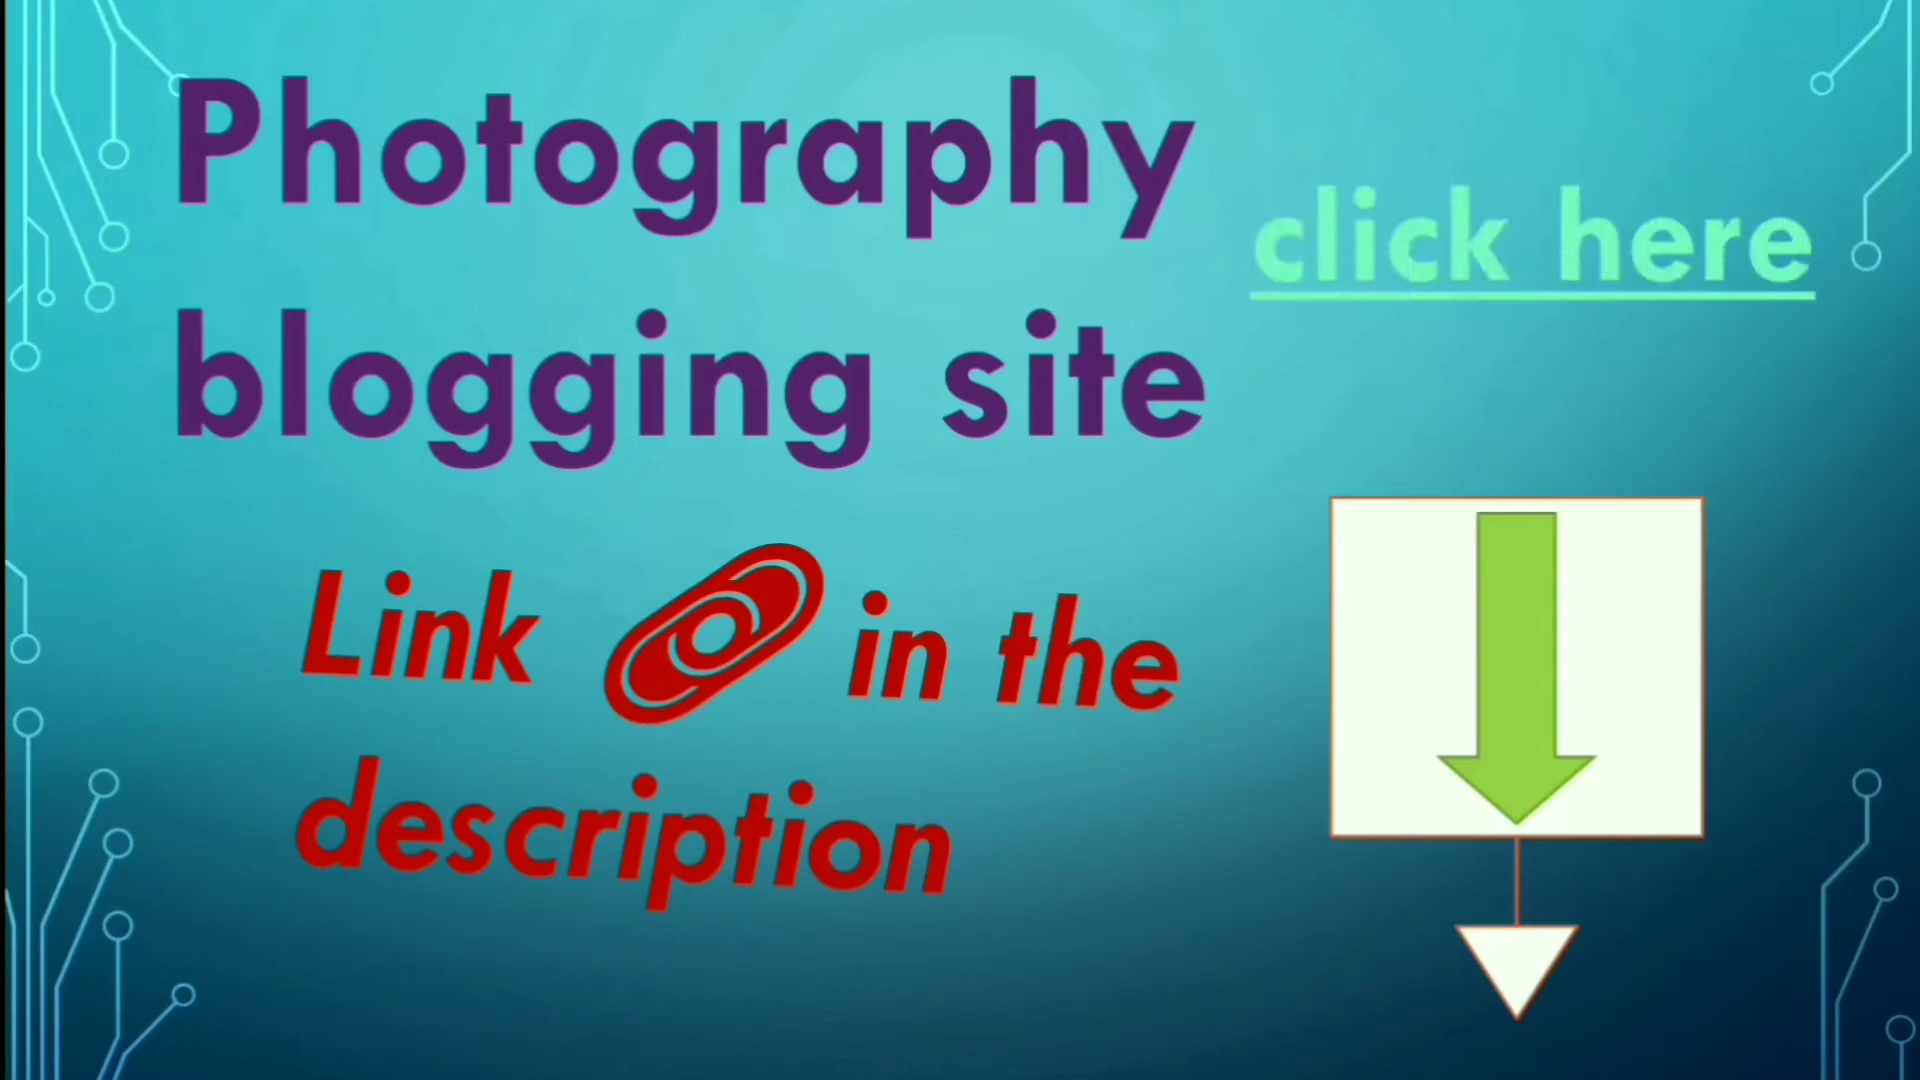 Photography
click here
blogging site
Link in the
description